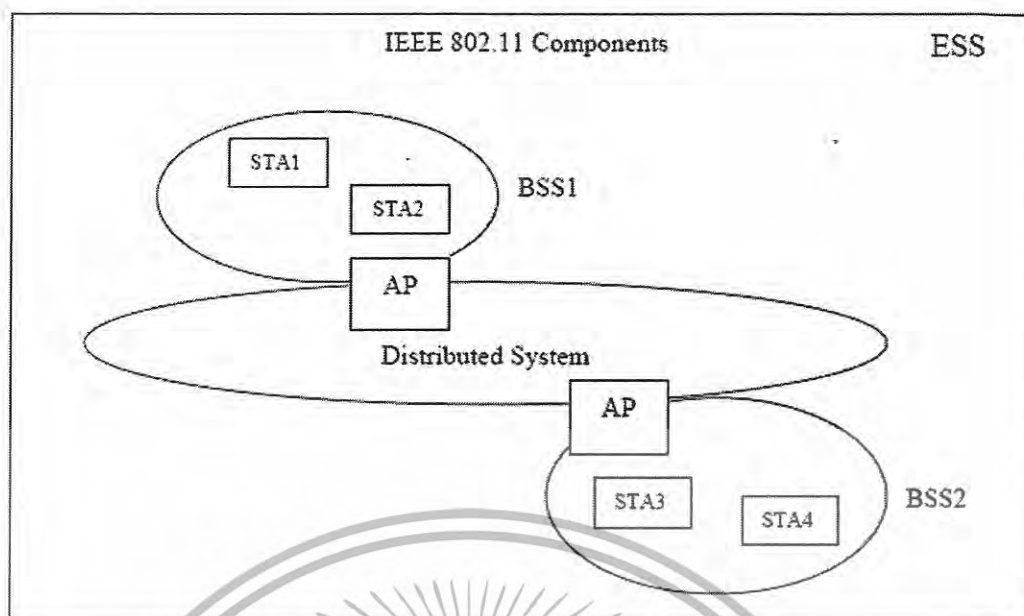 IEEE 802.11 Components
ESS
STA1
BSS1
STA2
AP
Distributed System
AP
STA3
BSS2
STA4